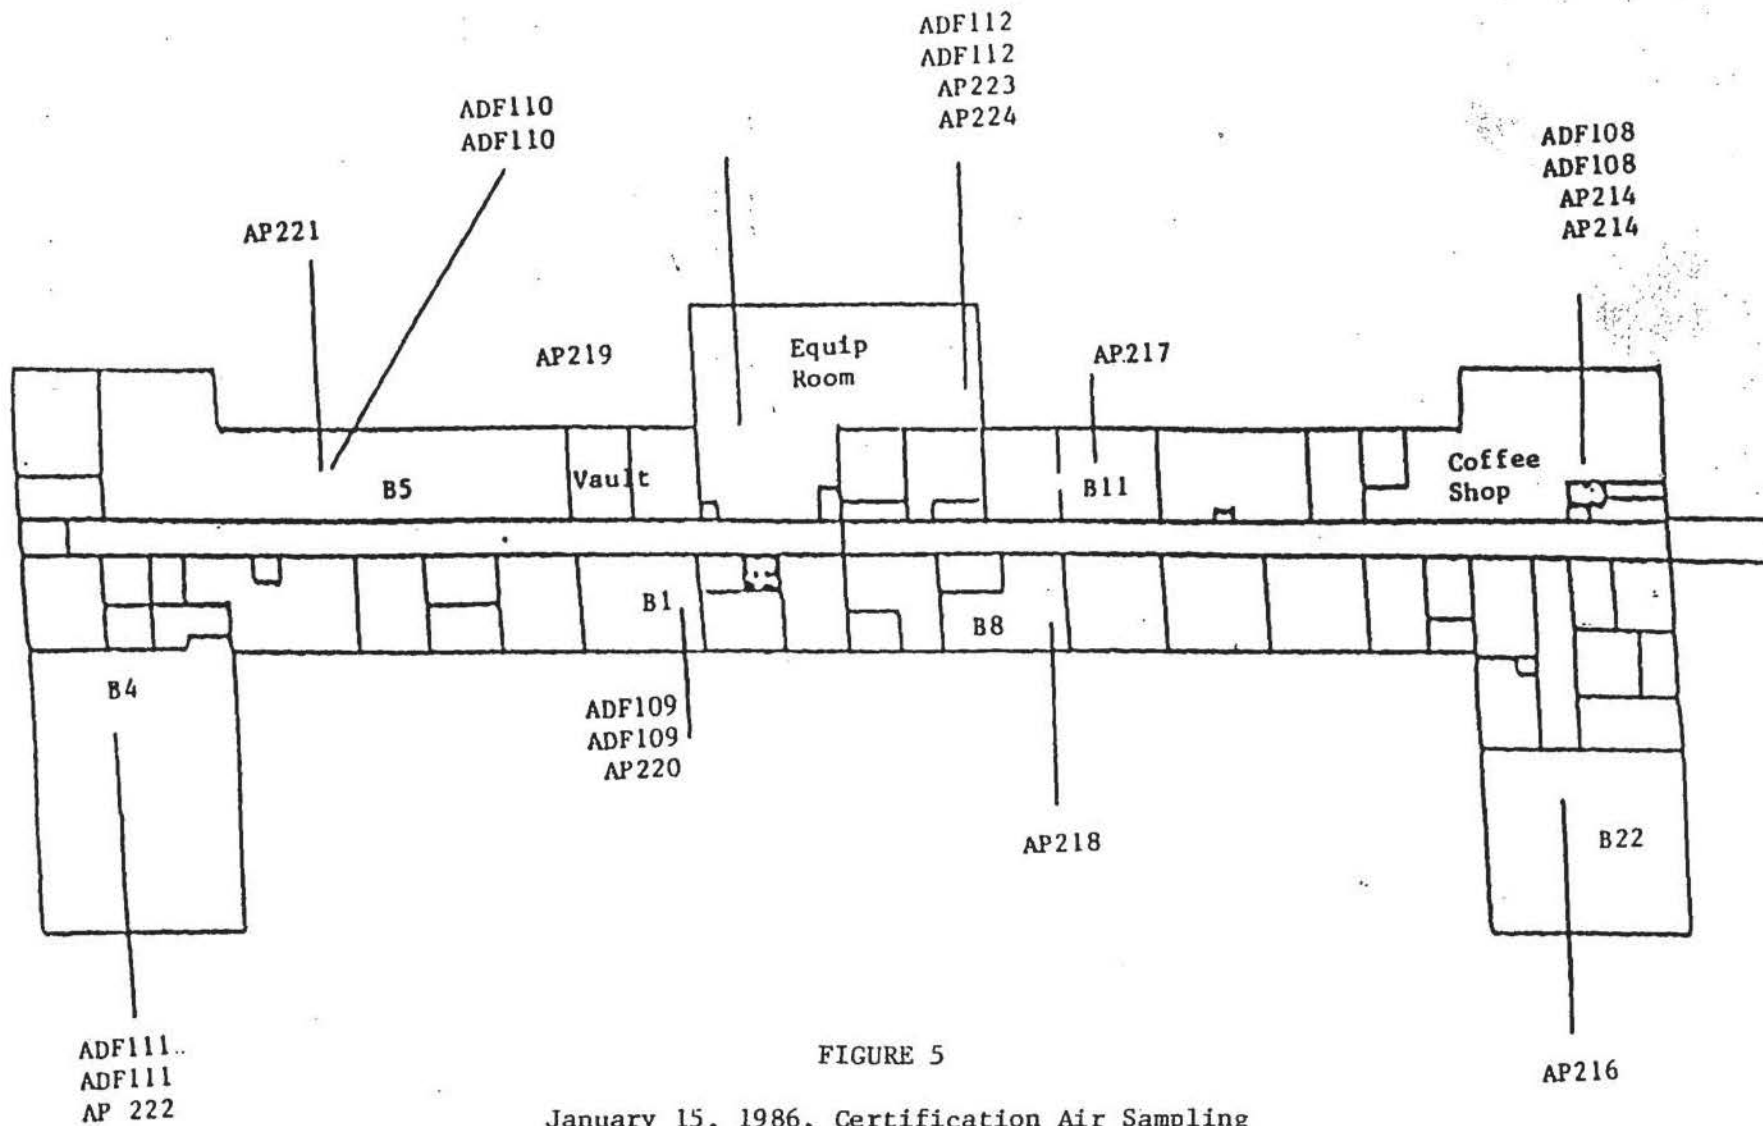 ADF112
ADF112
AP223
AP224
ADF110
ADF110
ADF108
ADF108
AP214
AP214
AP221
AP219
Equip
Room
AP217
B5
Vault
B11
Coffee
Shop
B1
B8
B4
ADF109
ADF109
AP220
AP218
B22
ADF111
ADF111
AP 222
FIGURE 5
AP216
January 15, 1986, Certification Air Sampling